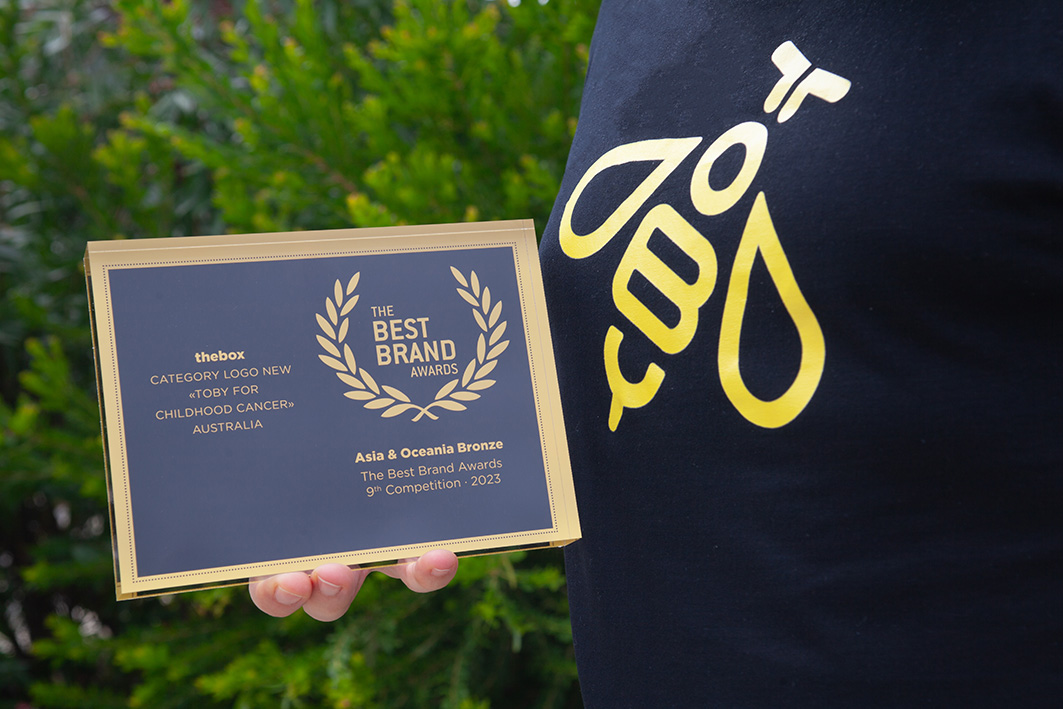 thebox
CATEGORY LOGO NEW
«TOBY FOR
CHILDHOOD CANCER»
AUSTRALIA
THE
BEST
BRAND
AWARDS
Asia & Oceania Bronze
The Best Brand Awards
9th Competition · 2023